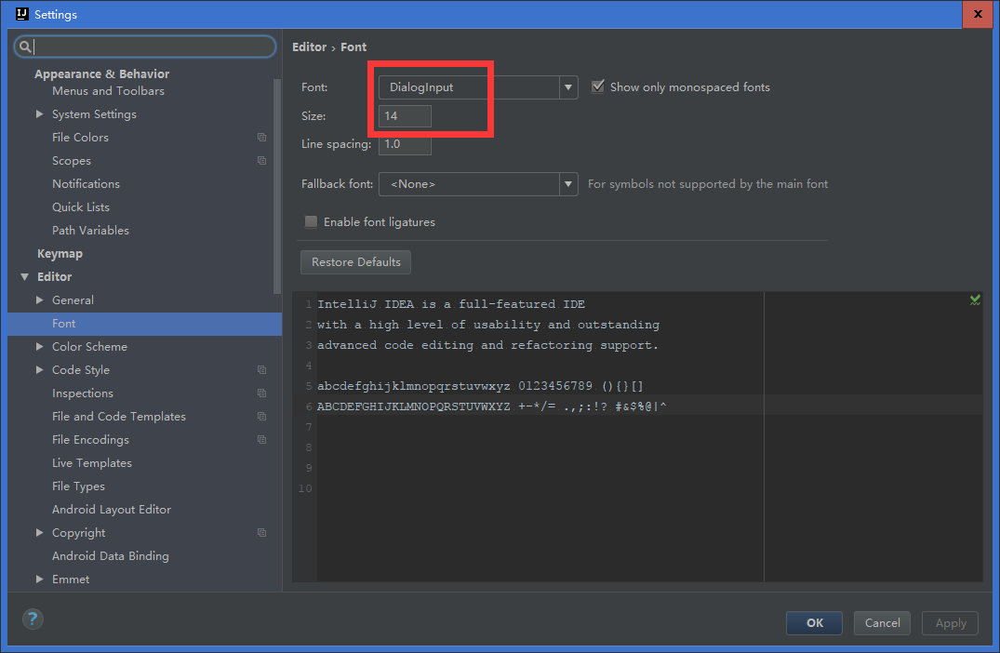 IJ Settings
Appearance & Behavior
Menus and Toolbars
System Settings
File Colors
Scopes
Notifications
Quick Lists
Path Variables
Keymap
Editor
General
Font
Color Scheme
Code Style
Inspections
File and Code Templates
File Encodings
Live Templates
File Types
Android Layout Editor
Copyright
Android Data Binding
Emmet
Editor › Font
Font: DialogInput Show only monospaced fonts
Size: 14
Line spacing: 1.0
Fallback font: <None> For symbols not supported by the main font
Enable font ligatures
Restore Defaults
1 IntelliJ IDEA is a full-featured IDE
2 with a high level of usability and outstanding
3 advanced code editing and refactoring support.
4
5 abcdefghijklmnopqrstuvwxyz 0123456789 (){}[]
6 ABCDEFGHIJKLMNOPQRSTUVWXYZ +-*/= .,;:!? #&$%@|^
7
8
9
10
? OK Cancel Apply